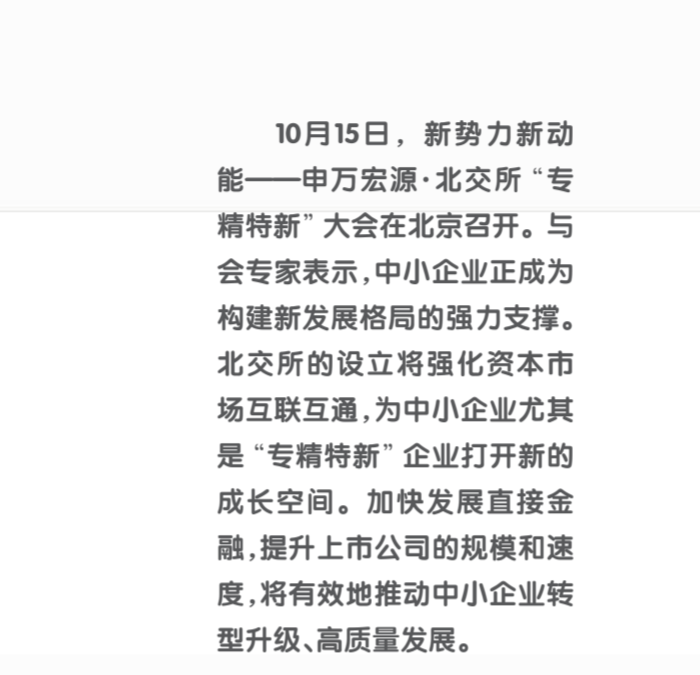 10月15日，新势力新动
能——申万宏源·北交所“专
精特新”大会在北京召开。与
会专家表示,中小企业正成为
构建新发展格局的强力支撑。
北交所的设立将强化资本市
场互联互通,为中小企业尤其
是“专精特新”企业打开新的
成长空间。加快发展直接金
融,提升上市公司的规模和速
度,将有效地推动中小企业转
型升级、高质量发展。